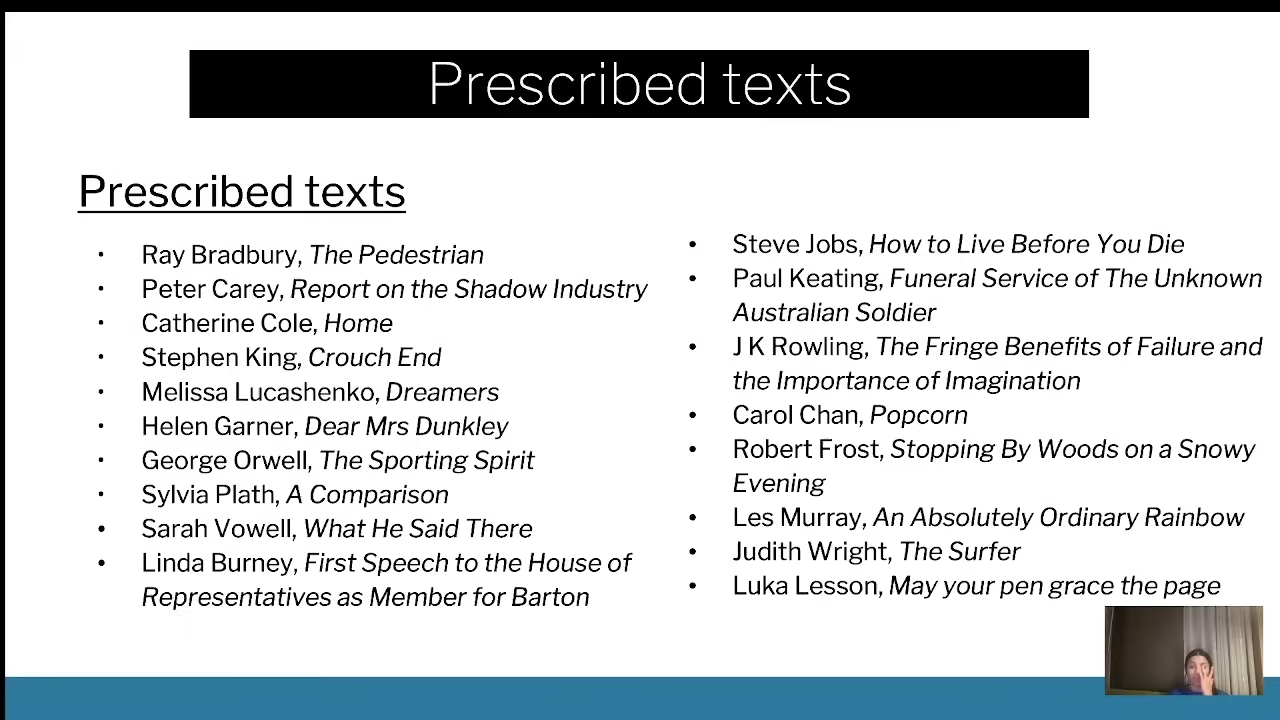 Prescribed texts
Prescribed texts
Ray Bradbury, The Pedestrian
Peter Carey, Report on the Shadow Industry
Catherine Cole, Home
Stephen King, Crouch End
Melissa Lucashenko, Dreamers
Helen Garner, Dear Mrs Dunkley
George Orwell, The Sporting Spirit
Sylvia Plath, A Comparison
Sarah Vowell, What He Said There
Linda Burney, First Speech to the House of
Representatives as Member for Barton
Steve Jobs, How to Live Before You Die
Paul Keating, Funeral Service of The Unknown
Australian Soldier
J K Rowling, The Fringe Benefits of Failure and
the Importance of Imagination
Carol Chan, Popcorn
Robert Frost, Stopping By Woods on a Snowy
Evening
Les Murray, An Absolutely Ordinary Rainbow
Judith Wright, The Surfer
Luka Lesson, May your pen grace the page